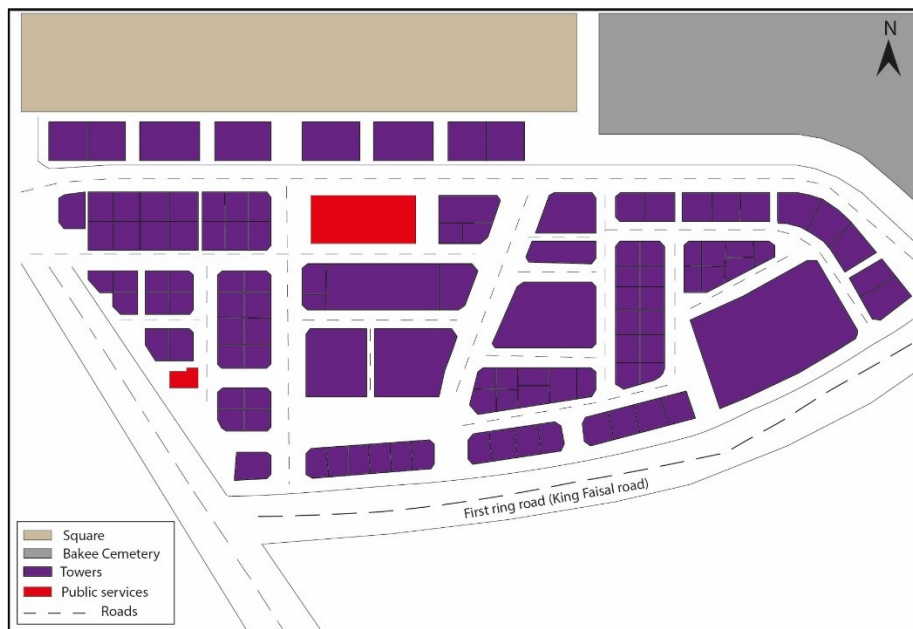 N
First ring road (King Faisal road)
Square
Bakee Cemetery
Towers
Public services
Roads